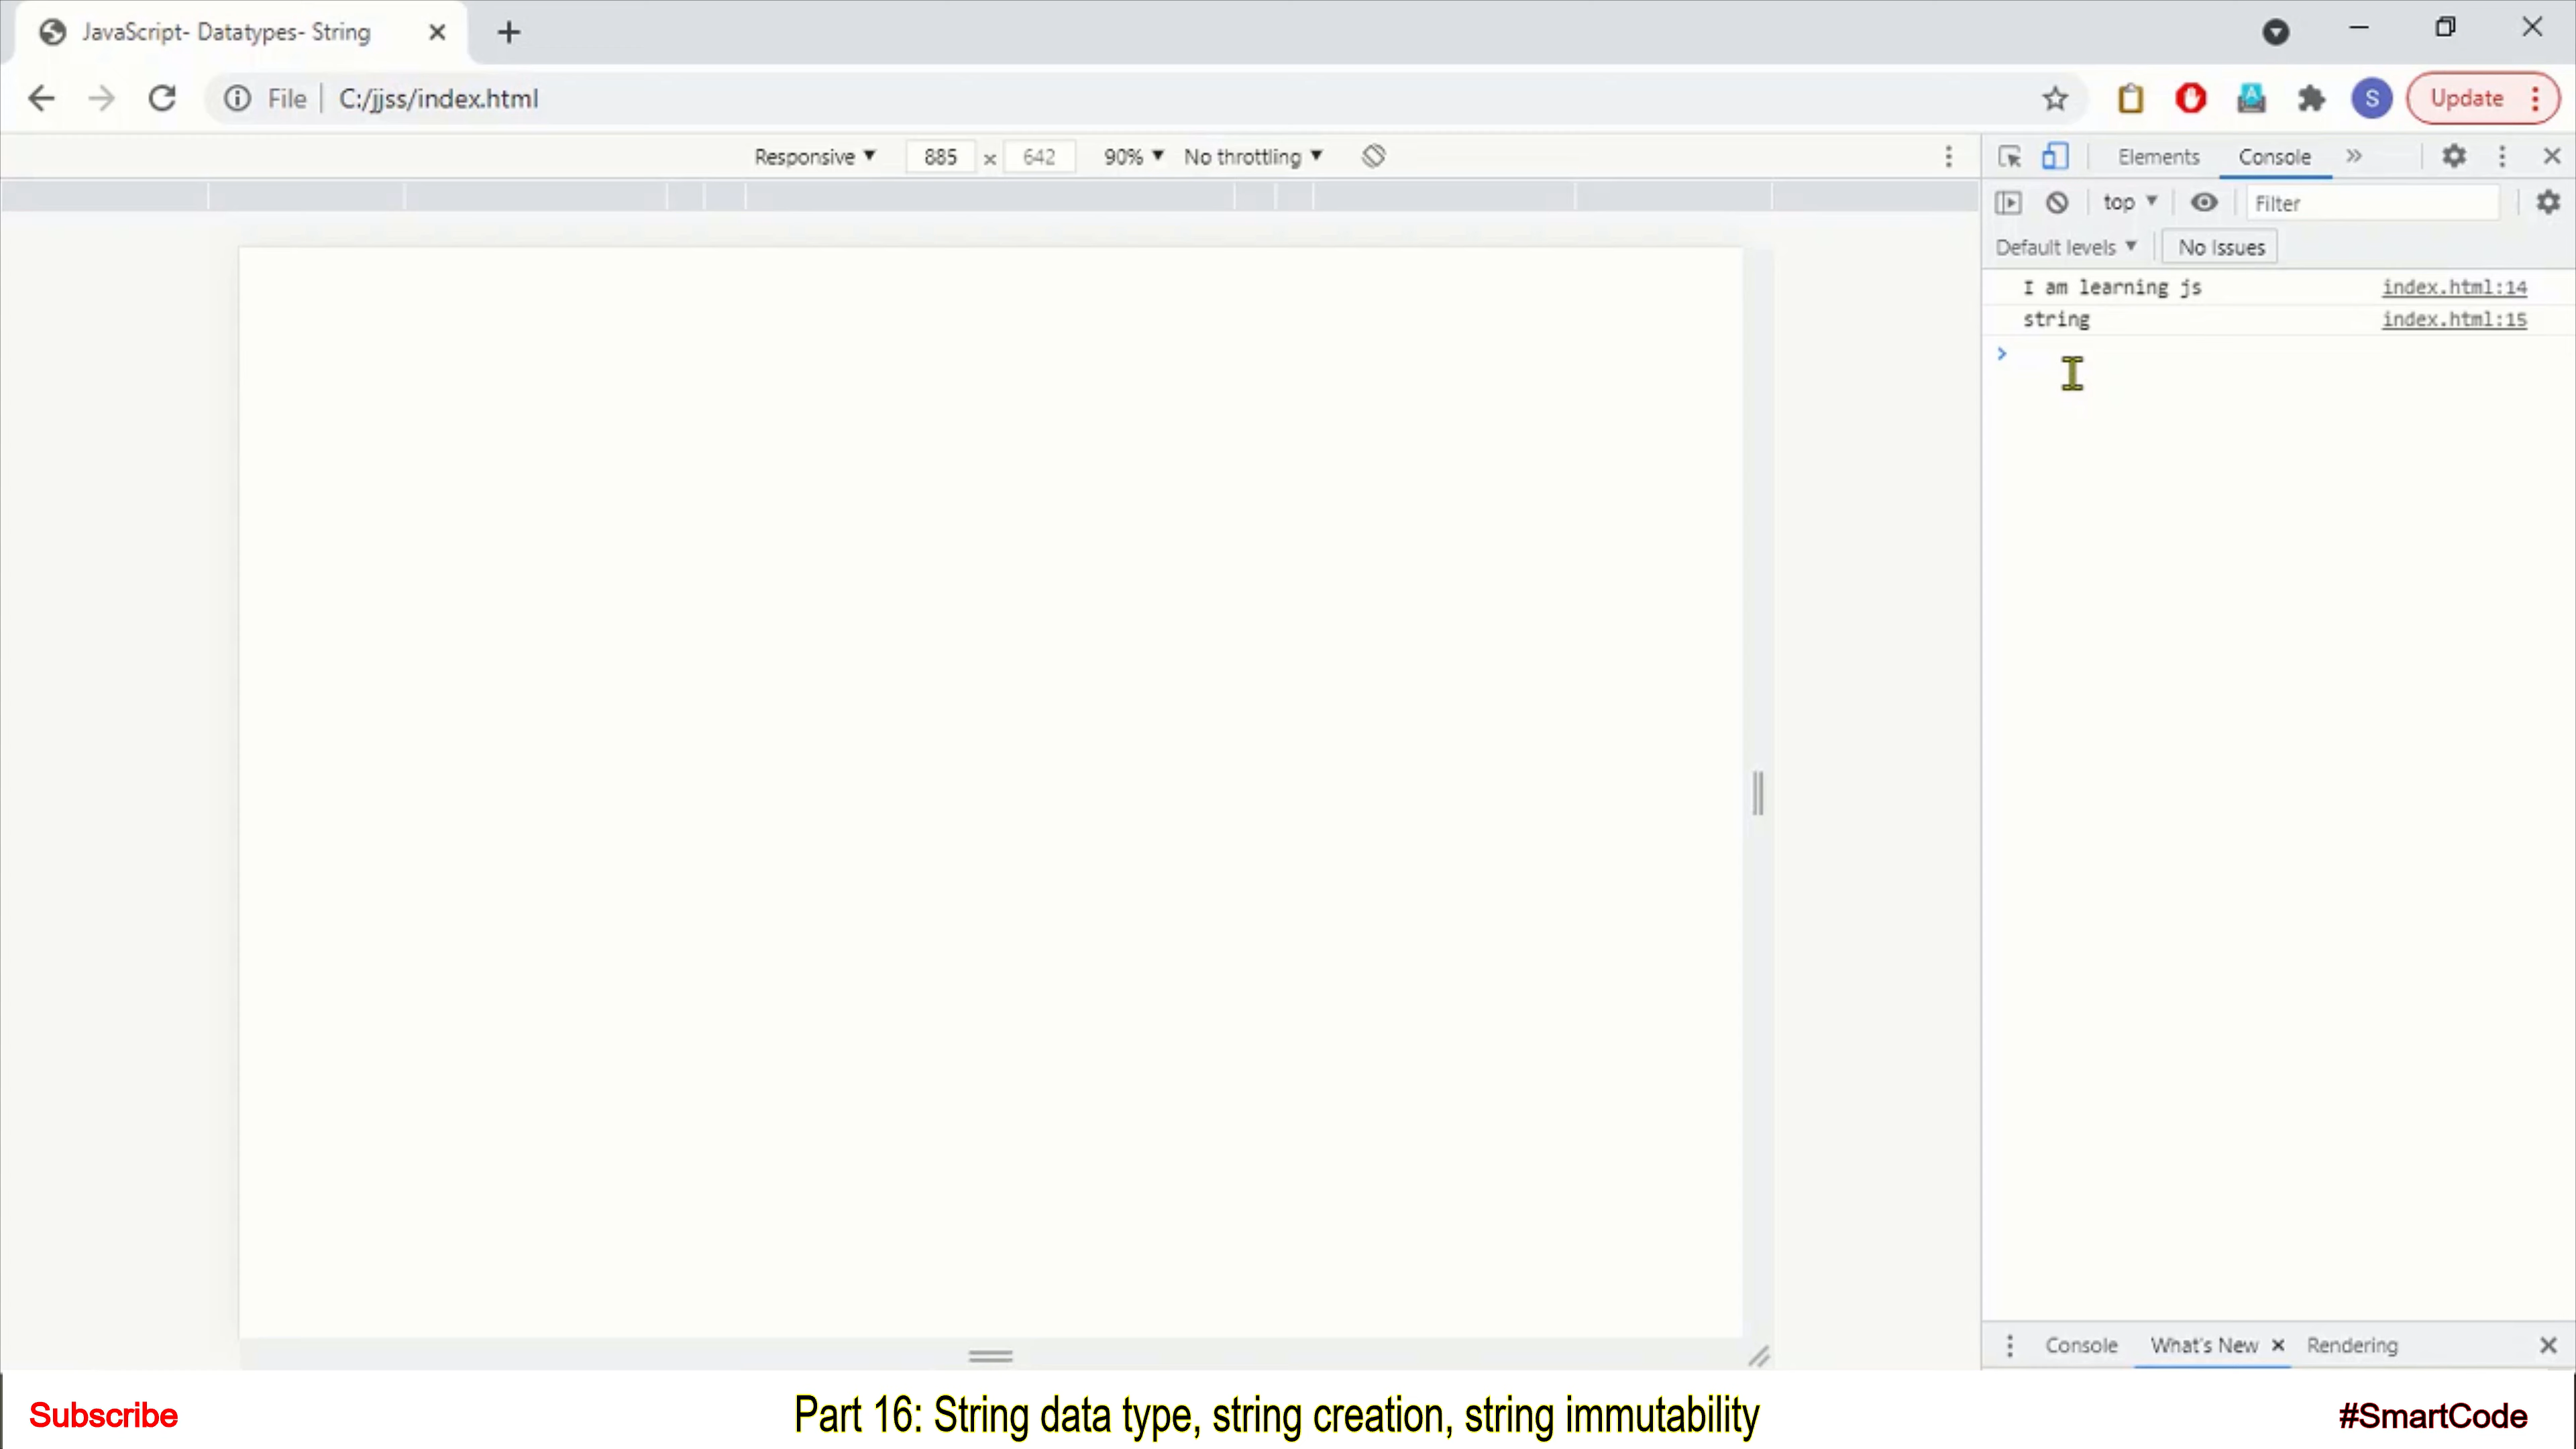 JavaScript- Datatypes- String
File | C:/jjss/index.html
S
Update
Responsive 885 × 642 90% No throttling
Elements Console »
top Filter
Default levels No Issues
I am learning js index.html:14
string index.html:15
>
Console What's New × Rendering
Subscribe
Part 16: String data type, string creation, string immutability
#SmartCode